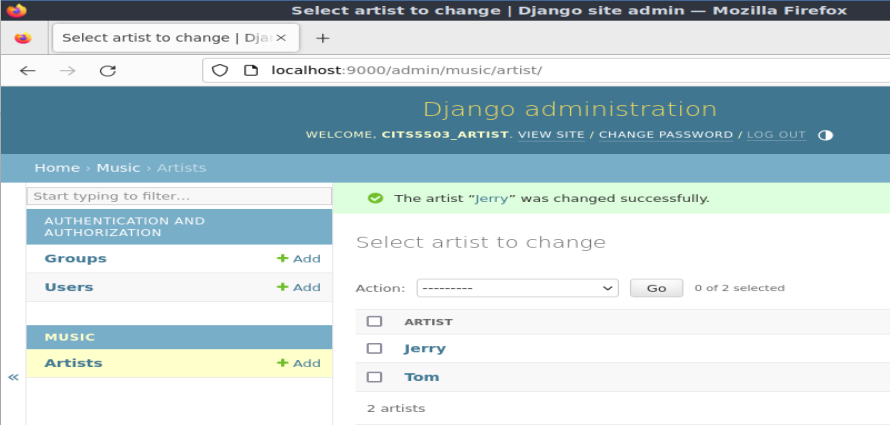 Select artist to change | Django site admin — Mozilla Firefox
Select artist to change | Dja
localhost:9000/admin/music/artist/
Django administration
WELCOME, CITS5503_ARTIST. VIEW SITE / CHANGE PASSWORD / LOG OUT
Home › Music › Artists
Start typing to filter...
The artist “Jerry” was changed successfully.
AUTHENTICATION AND
AUTHORIZATION
Groups + Add
Users + Add
MUSIC
Artists + Add
«
Select artist to change
Action: --------- Go 0 of 2 selected
ARTIST
Jerry
Tom
2 artists